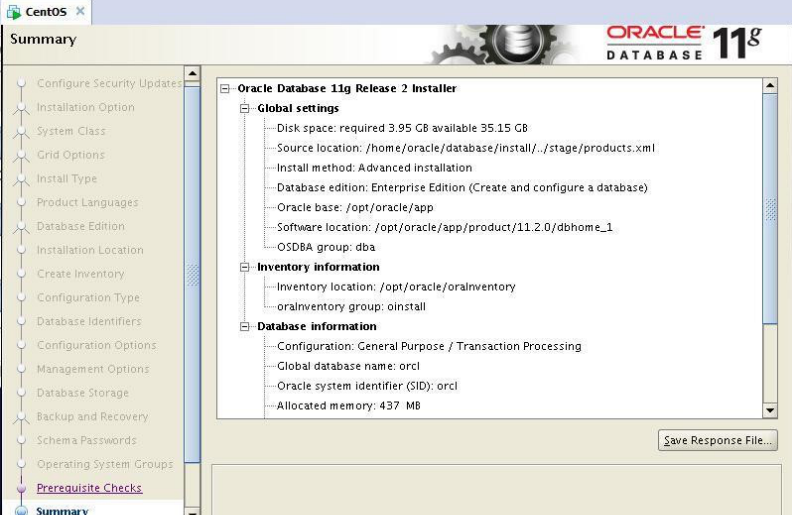 CentOS
Summary
ORACLE 11g
DATABASE
Configure Security Updates
Installation Option
System Class
Grid Options
Install Type
Product Languages
Database Edition
Installation Location
Create Inventory
Configuration Type
Database Identifiers
Configuration Options
Management Options
Database Storage
Backup and Recovery
Schema Passwords
Operating System Groups
Prerequisite Checks
Summary
Oracle Database 11g Release 2 Installer
Global settings
Disk space: required 3.95 GB available 35.15 GB
Source location: /home/oracle/database/install/../stage/products.xml
Install method: Advanced installation
Database edition: Enterprise Edition (Create and configure a database)
Oracle base: /opt/oracle/app
Software location: /opt/oracle/app/product/11.2.0/dbhome_1
OSDBA group: dba
Inventory information
Inventory location: /opt/oracle/oraInventory
oraInventory group: oinstall
Database information
Configuration: General Purpose / Transaction Processing
Global database name: orcl
Oracle system identifier (SID): orcl
Allocated memory: 437 MB
Save Response File...